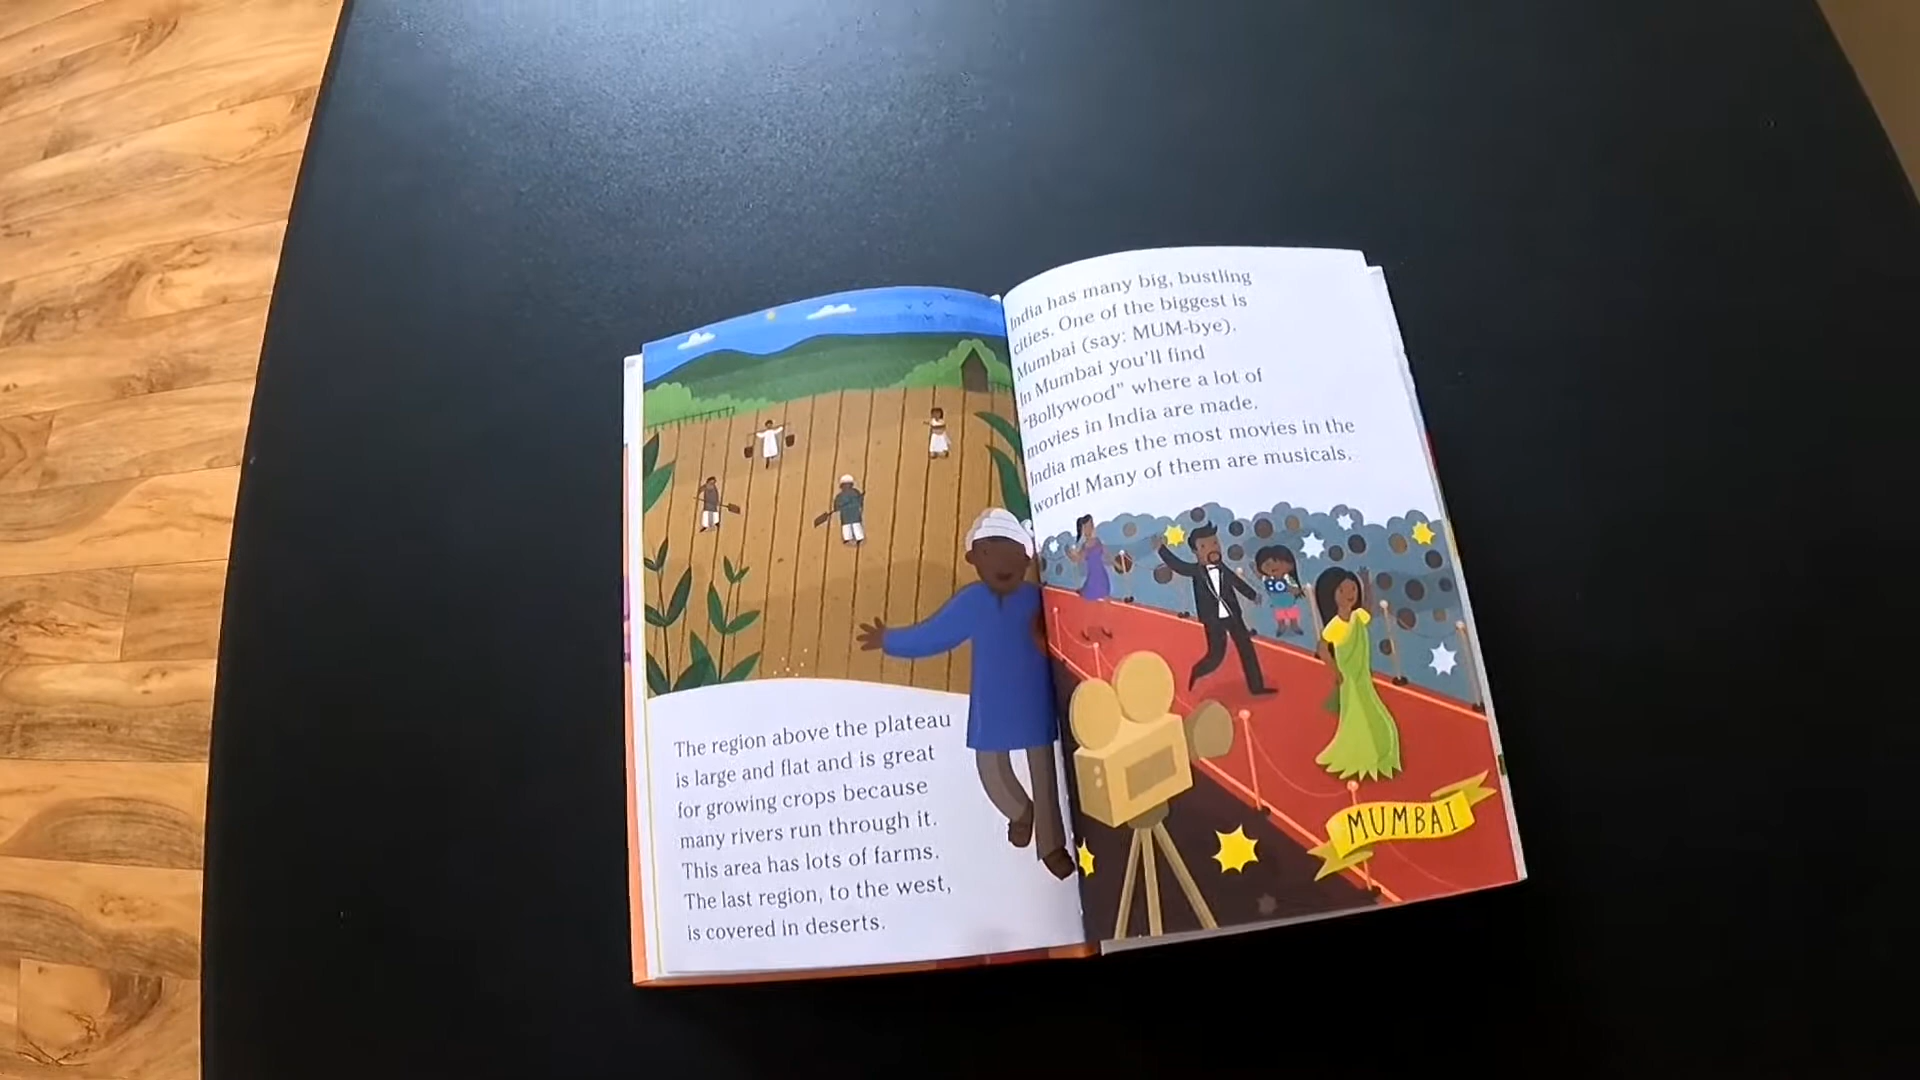 The region above the plateau
is large and flat and is great
for growing crops because
many rivers run through it.
This area has lots of farms.
The last region, to the west,
is covered in deserts.
India has many big, bustling
cities. One of the biggest is
Mumbai (say: MUM-bye).
In Mumbai you'll find
"Bollywood" where a lot of
movies in India are made.
India makes the most movies in the
world! Many of them are musicals.
MUMBAI